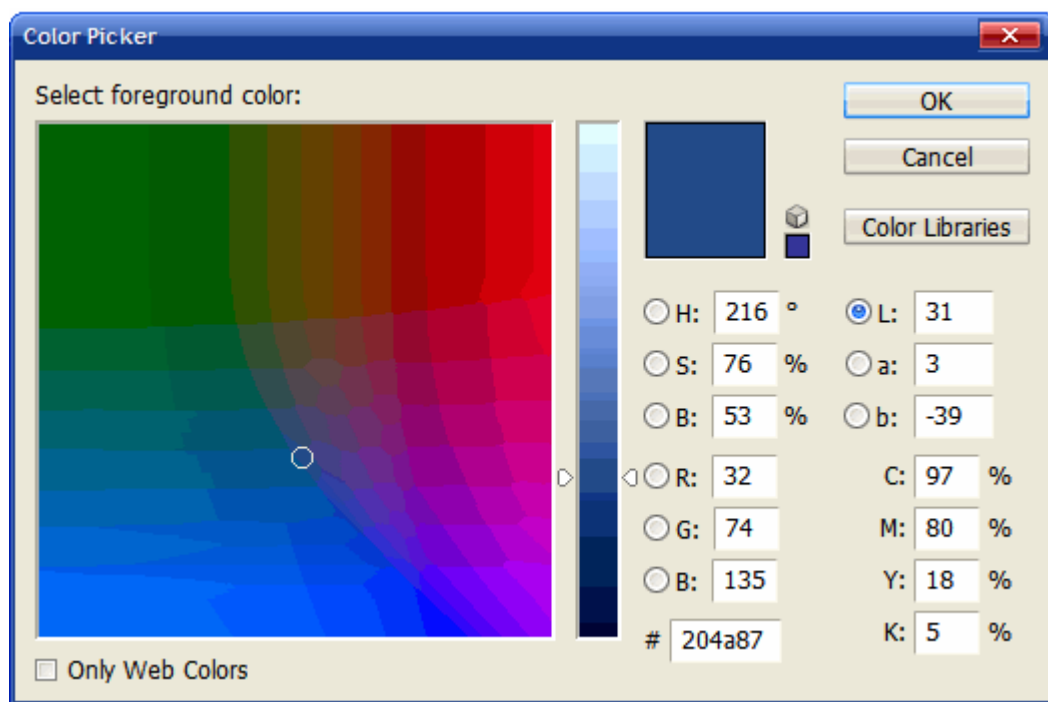 Color Picker
Select foreground color:
OK
Cancel
Color Libraries
H: 216 °
L: 31
S: 76 %
a: 3
B: 53 %
b: -39
R: 32
C: 97 %
G: 74
M: 80 %
B: 135
Y: 18 %
# 204a87
K: 5 %
Only Web Colors